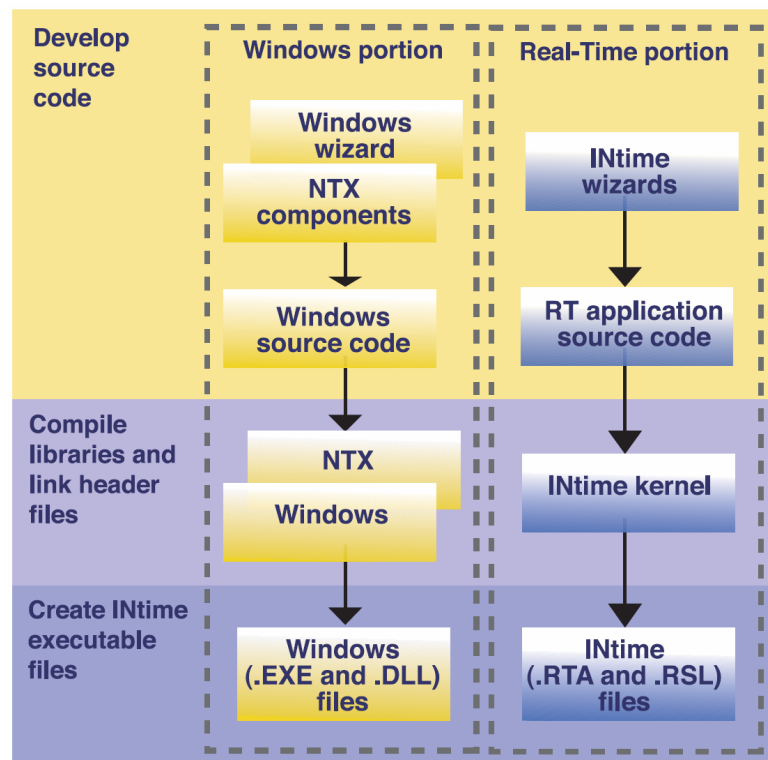 Develop
source
code
Windows portion
Windows
wizard
NTX
components
Windows
source code
Real-Time portion
INtime
wizards
RT application
source code
Compile
libraries and
link header
files
NTX
Windows
INtime kernel
Create INtime
executable
files
Windows
(.EXE and .DLL)
files
INtime
(.RTA and .RSL)
files